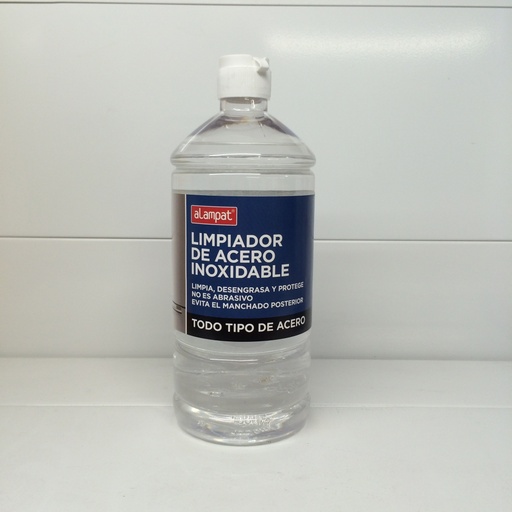 aLampat
LIMPIADOR
DE ACERO
INOXIDABLE
LIMPIA, DESENGRASA Y PROTEGE
NO ES ABRASIVO
EVITA EL MANCHADO POSTERIOR
TODO TIPO DE ACERO